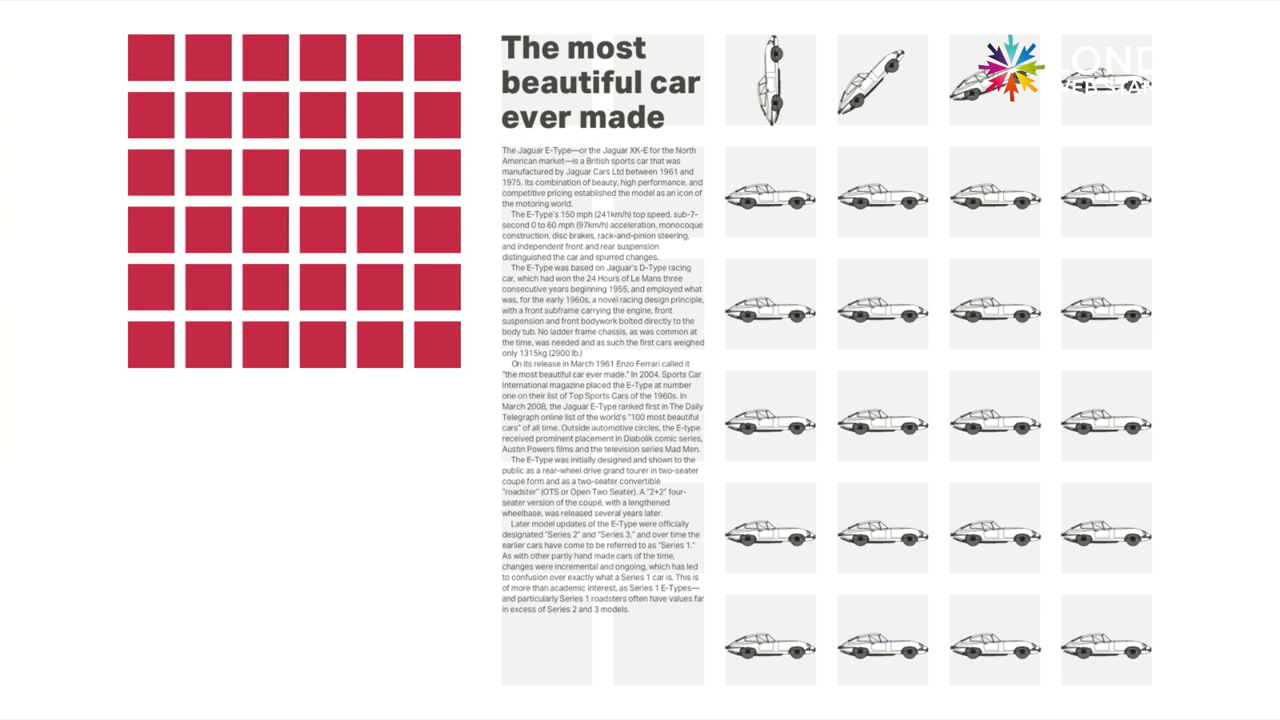 The most
beautiful car
ever made
The Jaguar E-Type—or the Jaguar XK-E for the North
American market—is a British sports car that was
manufactured by Jaguar Cars Ltd between 1961 and
1975. Its combination of beauty, high performance, and
competitive pricing established the model as an icon of
the motoring world.
The E-Type's 150 mph (241km/h) top speed, sub-7-
second 0 to 60 mph (97km/h) acceleration, monocoque
construction, disc brakes, rack-and-pinion steering,
and independent front and rear suspension
distinguished the car and spurred changes.
The E-Type was based on Jaguar's D-Type racing
car, which had won the 24 Hours of Le Mans three
consecutive years beginning 1955, and employed what
was, for the early 1960s, a novel racing design principle,
with a front subframe carrying the engine, front
suspension and front bodywork bolted directly to the
body tub. No ladder frame chassis, as was common at
the time, was needed and as such the first cars weighed
only 1315kg (2900 lb.)
On its release in March 1961 Enzo Ferrari called it
"the most beautiful car ever made." In 2004, Sports Car
International magazine placed the E-Type at number
one on their list of Top Sports Cars of the 1960s. In
March 2008, the Jaguar E-Type ranked first in The Daily
Telegraph online list of the world's "100 most beautiful
cars" of all time. Outside automotive circles, the E-type
received prominent placement in Diabolik comic series,
Austin Powers films and the television series Mad Men.
The E-Type was initially designed and shown to the
public as a rear-wheel drive grand tourer in two-seater
coupé form and as a two-seater convertible
"roadster" (OTS or Open Two Seater). A "2+2" four-
seater version of the coupé, with a lengthened
wheelbase, was released several years later.
Later model updates of the E-Type were officially
designated "Series 2" and "Series 3," and over time the
earlier cars have come to be referred to as "Series 1."
As with other partly hand made cars of the time,
changes were incremental and ongoing, which has led
to confusion over exactly what a Series 1 car is. This is
of more than academic interest, as Series 1 E-Types—
and particularly Series 1 roadsters often have values far
in excess of Series 2 and 3 models.